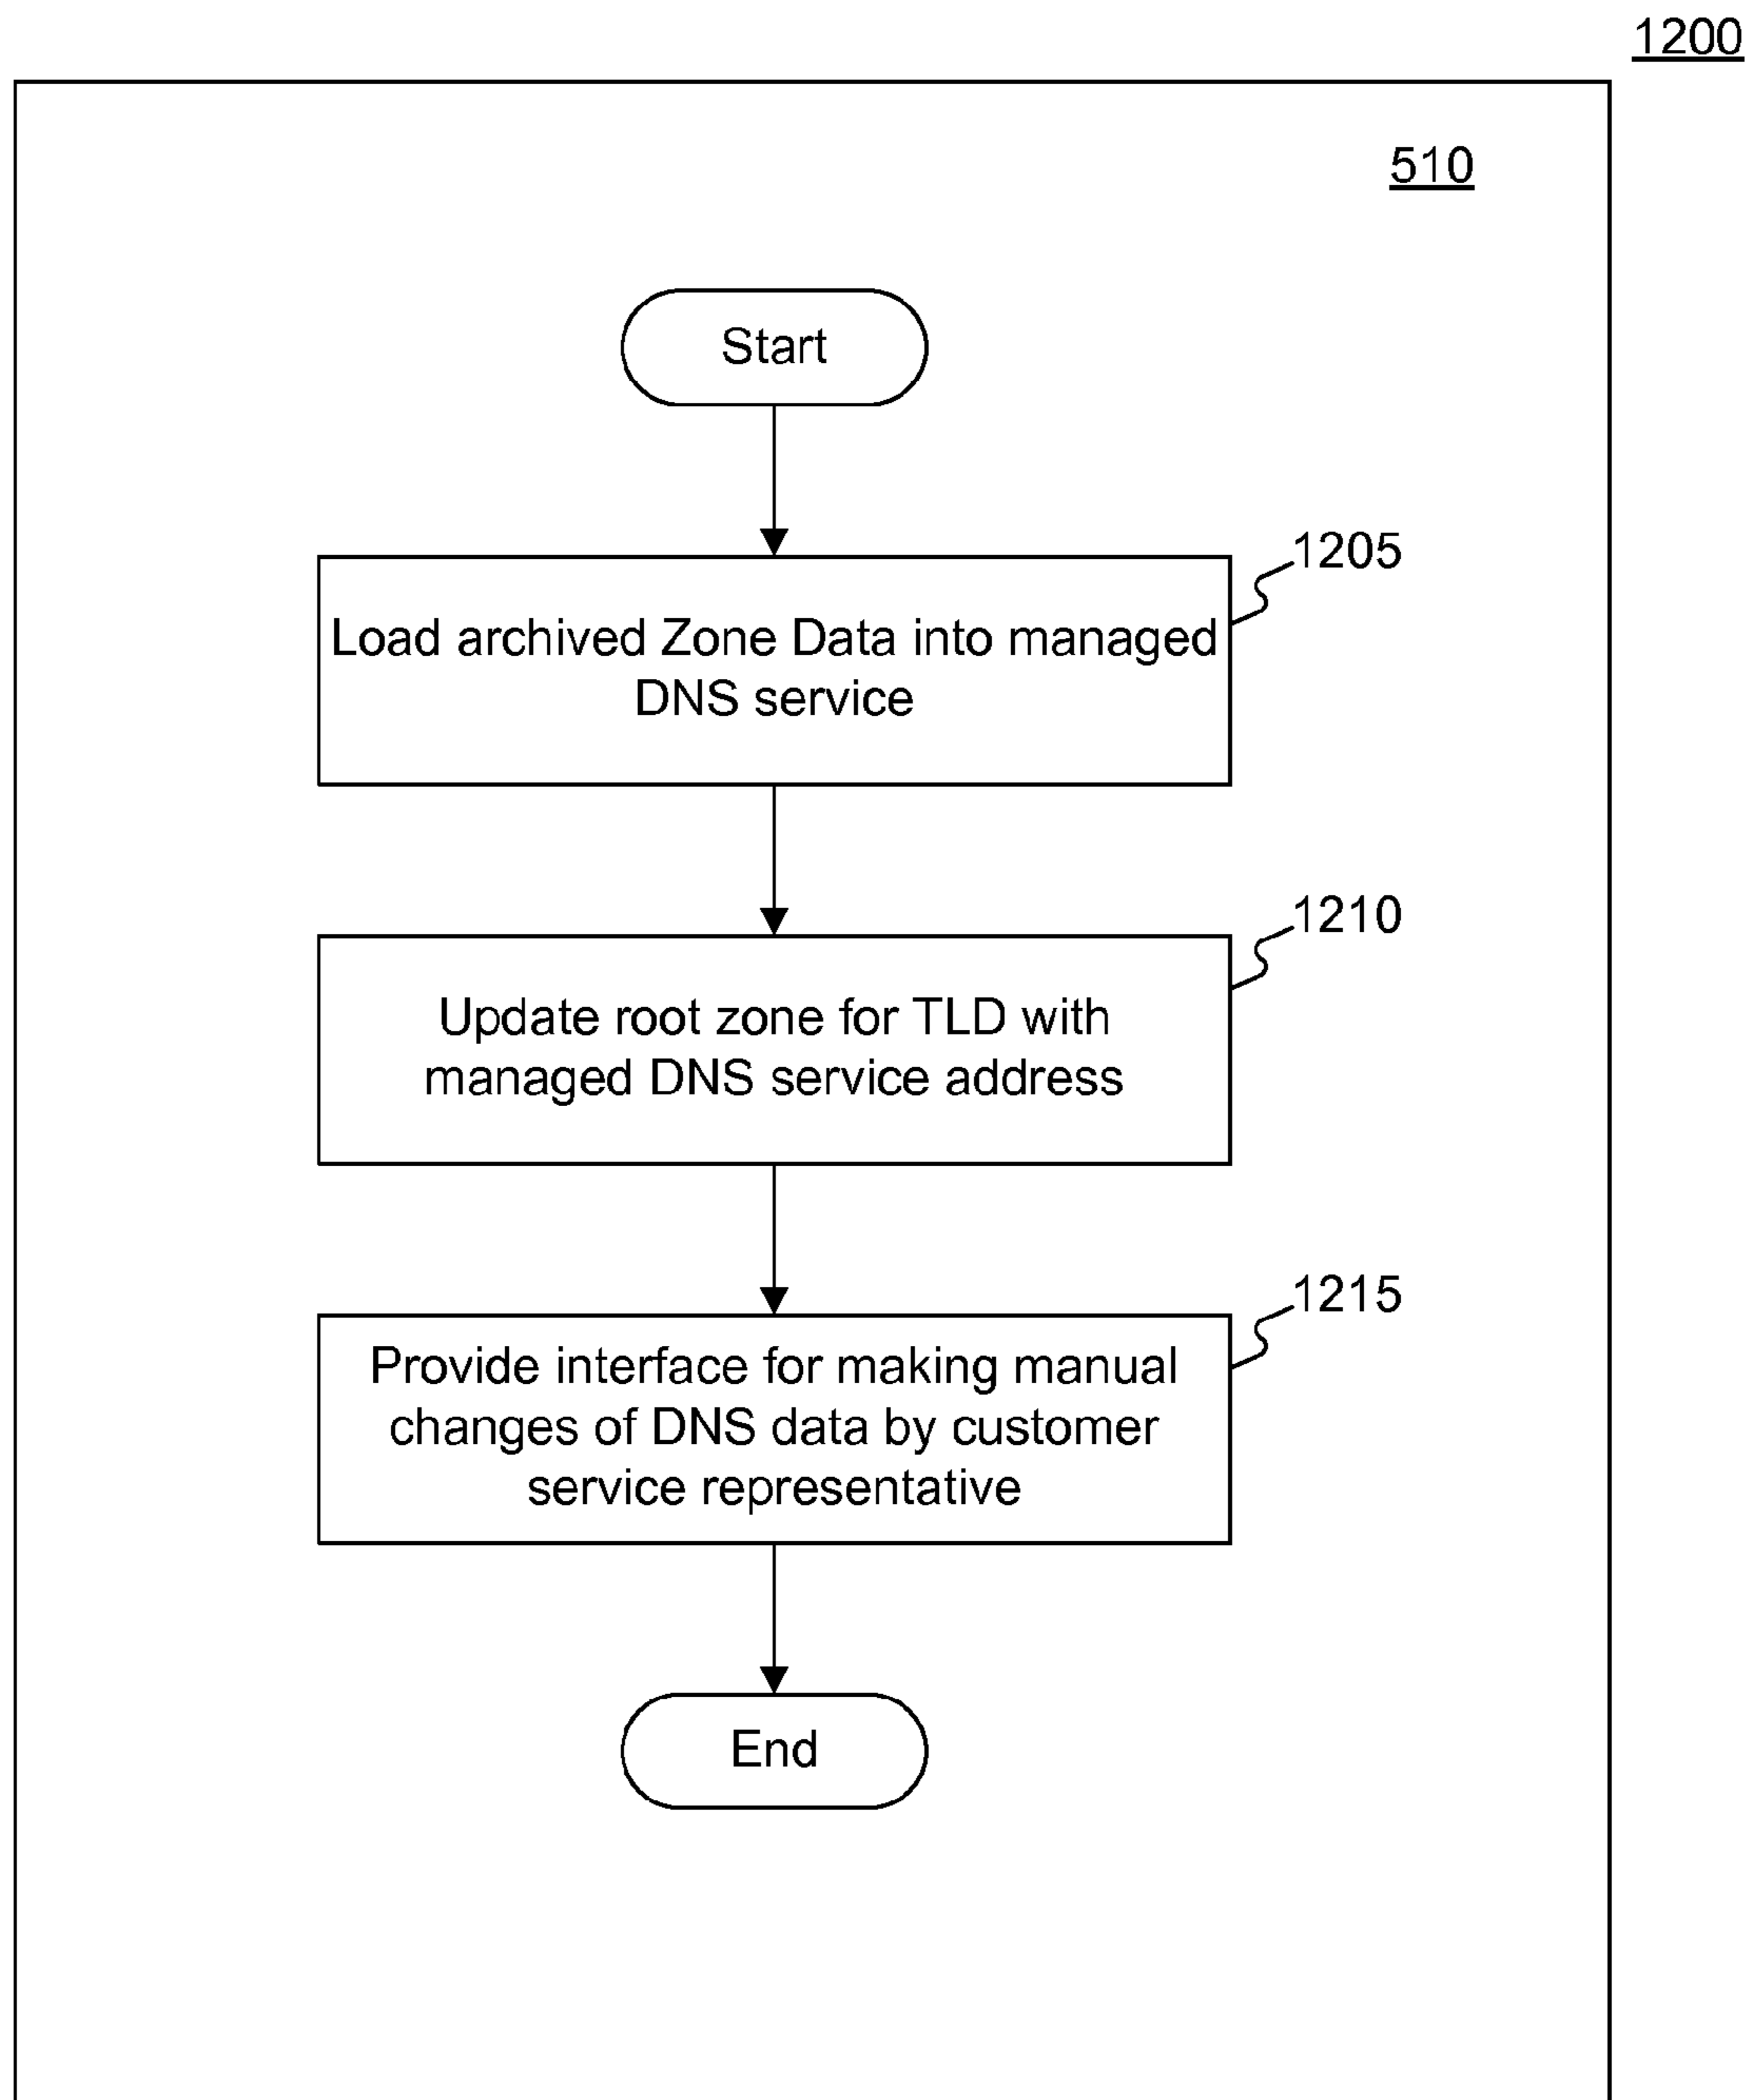 1200
510
Start
1205
Load archived Zone Data into managed
DNS service
1210
Update root zone for TLD with
managed DNS service address
1215
Provide interface for making manual
changes of DNS data by customer
service representative
End